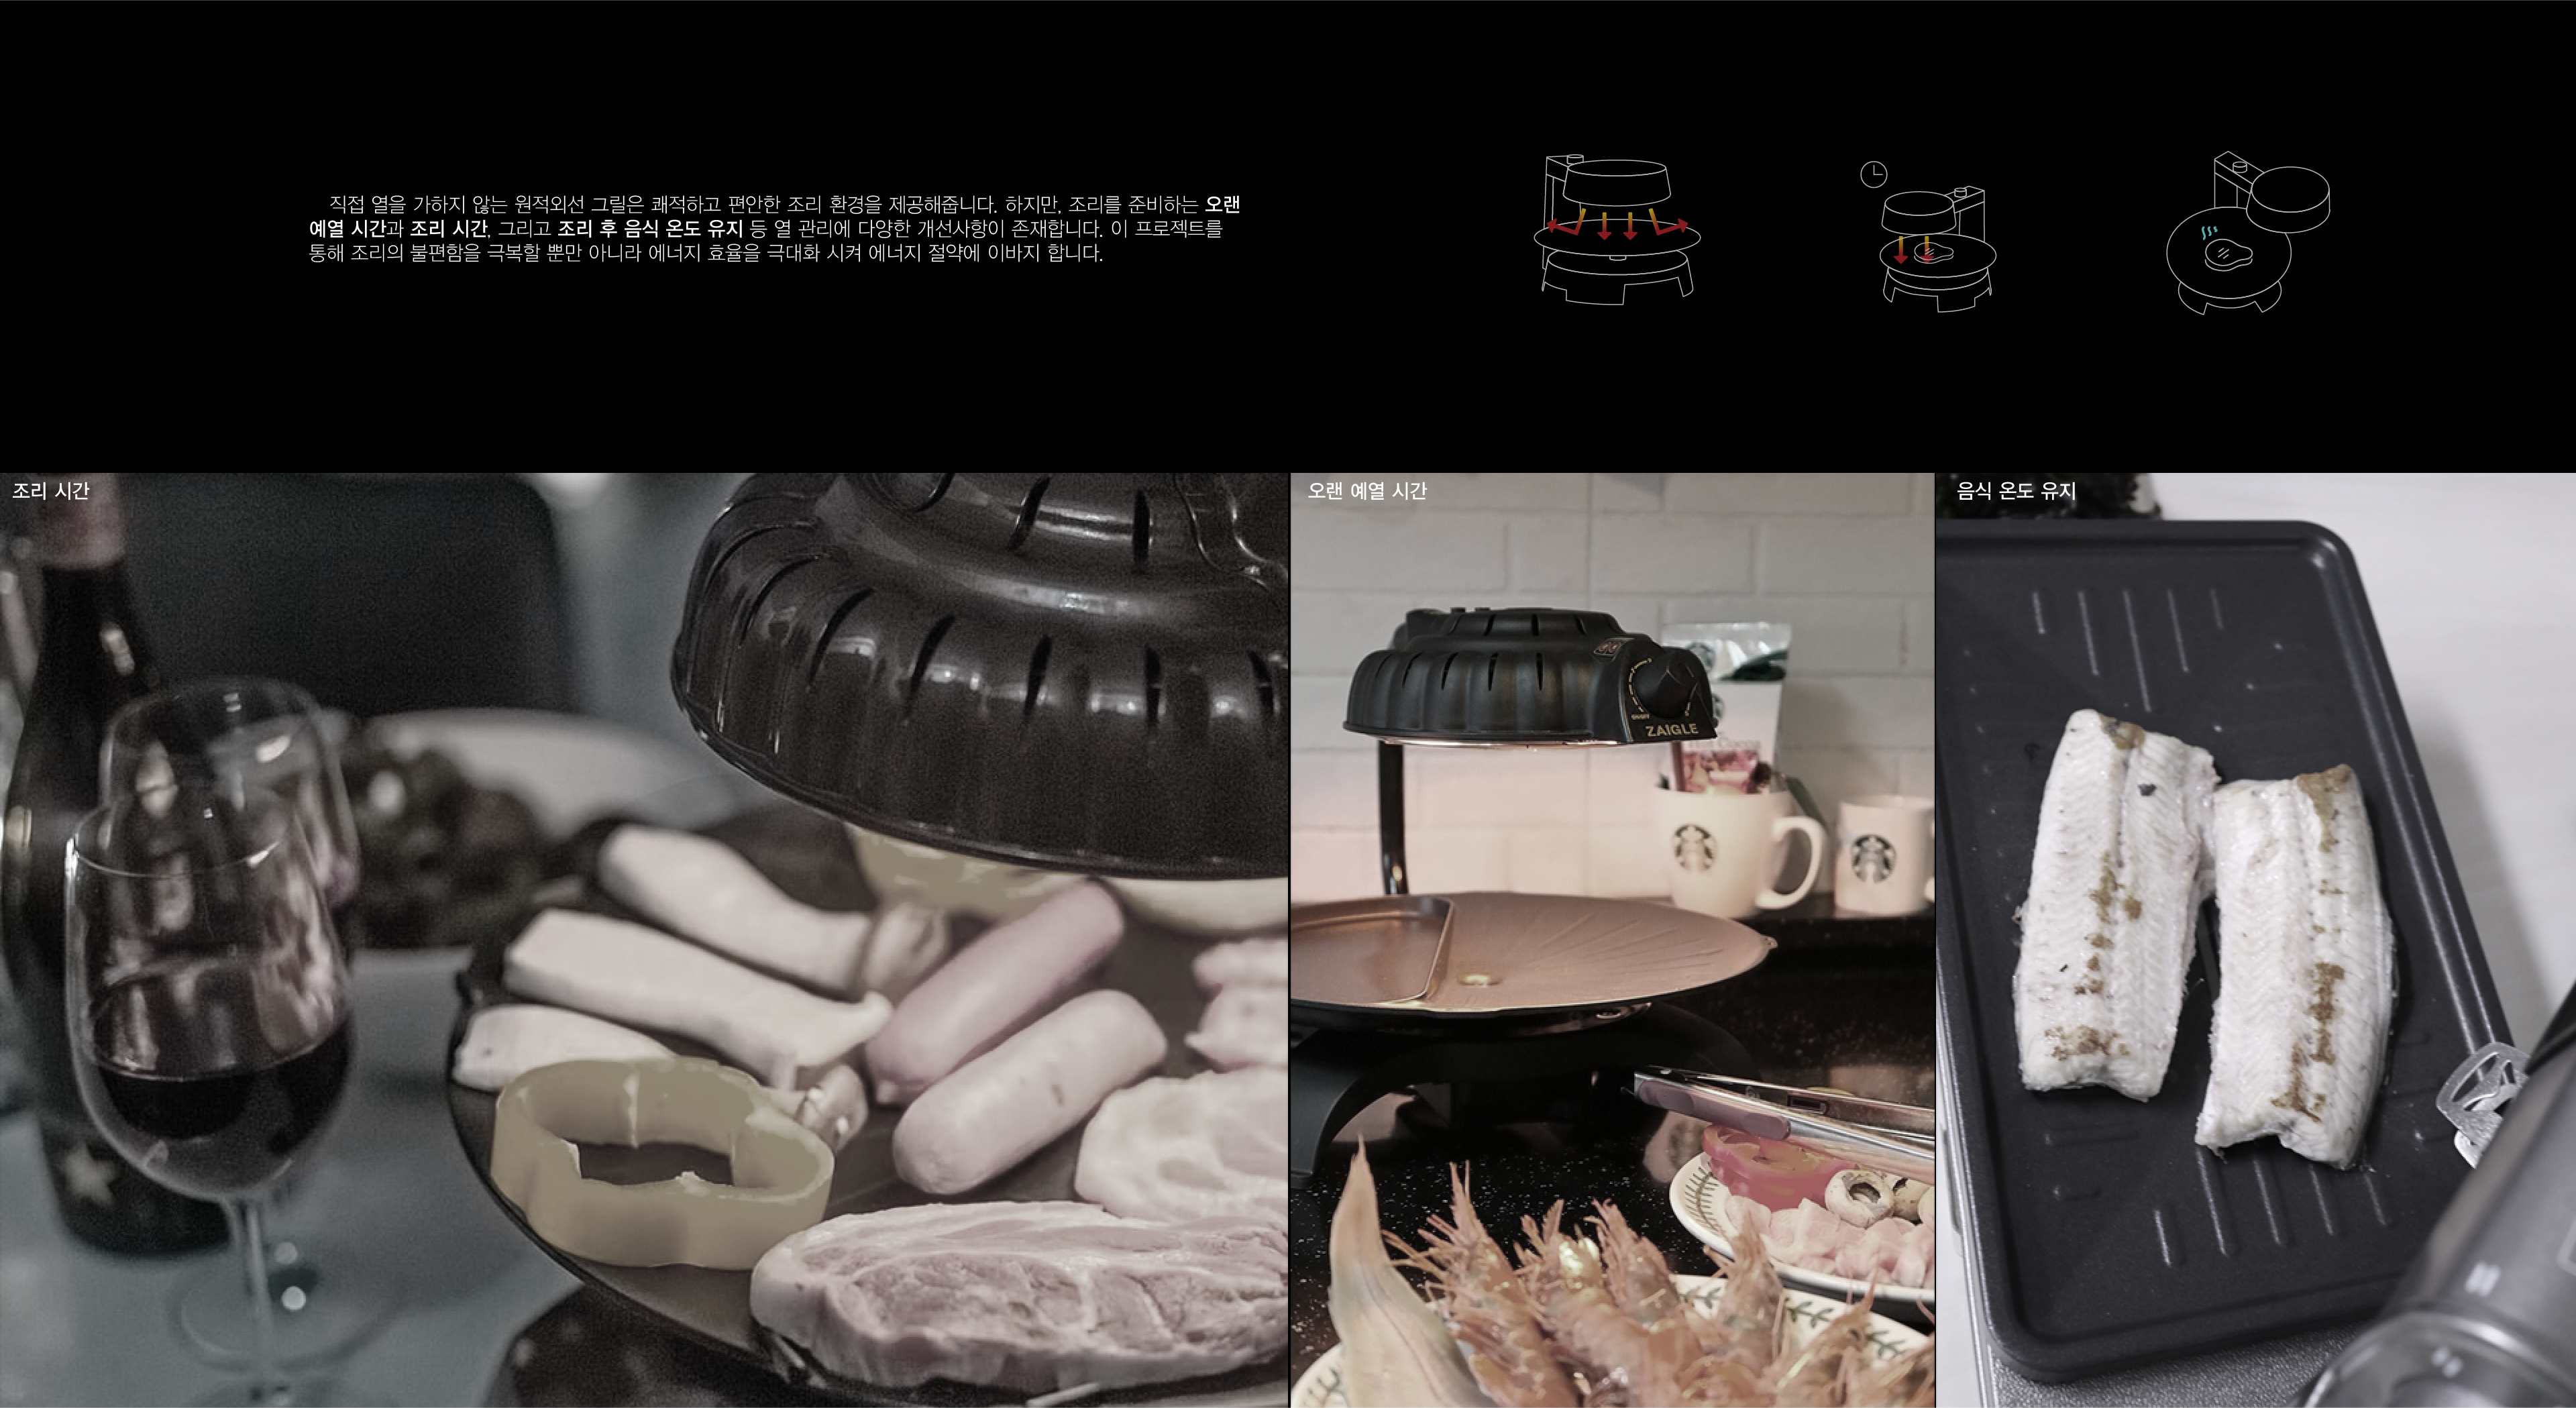 직접 열을 가하지 않는 원적외선 그릴은 쾌적하고 편안한 조리 환경을 제공해줍니다. 하지만, 조리를 준비하는 오랜
예열 시간과 조리 시간, 그리고 조리 후 음식 온도 유지 등 열 관리에 다양한 개선사항이 존재합니다. 이 프로젝트를
통해 조리의 불편함을 극복할 뿐만 아니라 에너지 효율을 극대화 시켜 에너지 절약에 이바지 합니다.
조리 시간
오랜 예열 시간
음식 온도 유지
ZAIGLE